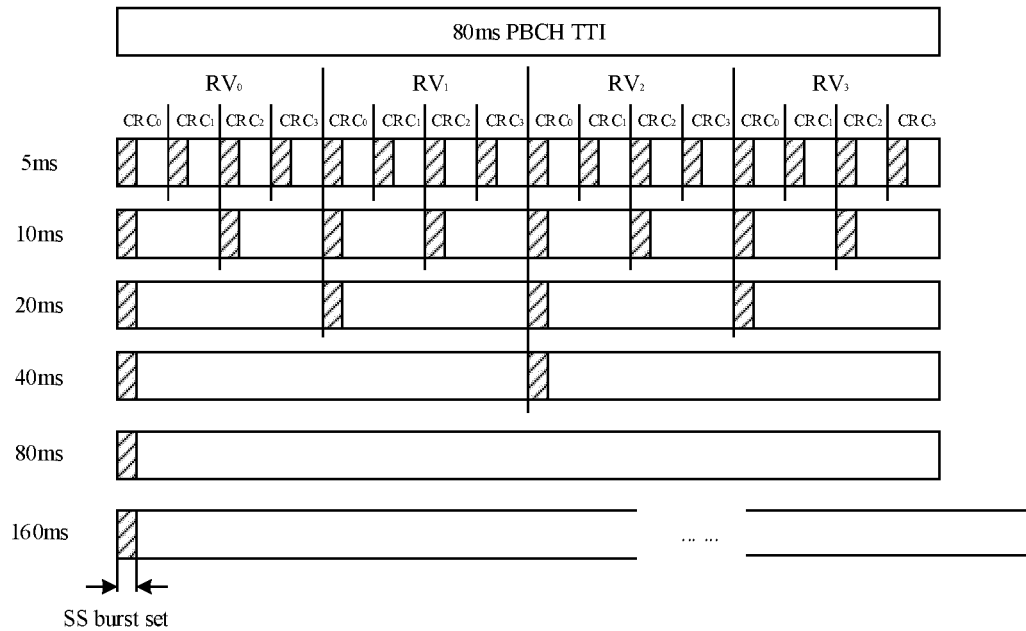 80ms PBCH TTI
RV₀ RV₁ RV₂ RV₃
CRC₀ CRC₁ CRC₂ CRC₃ CRC₀ CRC₁ CRC₂ CRC₃ CRC₀ CRC₁ CRC₂ CRC₃ CRC₀ CRC₁ CRC₂ CRC₃
5ms
10ms
20ms
40ms
80ms
160ms ... ...
SS burst set